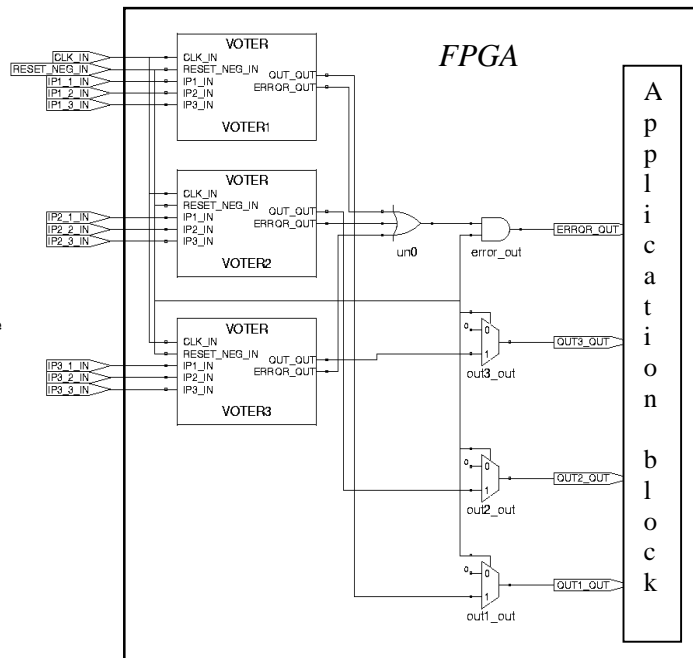 FPGA
CLK_IN
RESET_NEG_IN
IP1_1_IN
IP1_2_IN
IP1_3_IN
VOTER
CLK_IN
RESET_NEG_IN
IP1_IN
IP2_IN
IP3_IN
OUT_OUT
ERROR_OUT
VOTER1
IP2_1_IN
IP2_2_IN
IP2_3_IN
VOTER
CLK_IN
RESET_NEG_IN
IP1_IN
IP2_IN
IP3_IN
OUT_OUT
ERROR_OUT
VOTER2
IP3_1_IN
IP3_2_IN
IP3_3_IN
VOTER
CLK_IN
RESET_NEG_IN
IP1_IN
IP2_IN
IP3_IN
OUT_OUT
ERROR_OUT
VOTER3
un0
error_out
ERROR_OUT
0
0
1
out3_out
OUT3_OUT
0
0
1
out2_out
OUT2_OUT
0
0
1
out1_out
OUT1_OUT
Application block
e